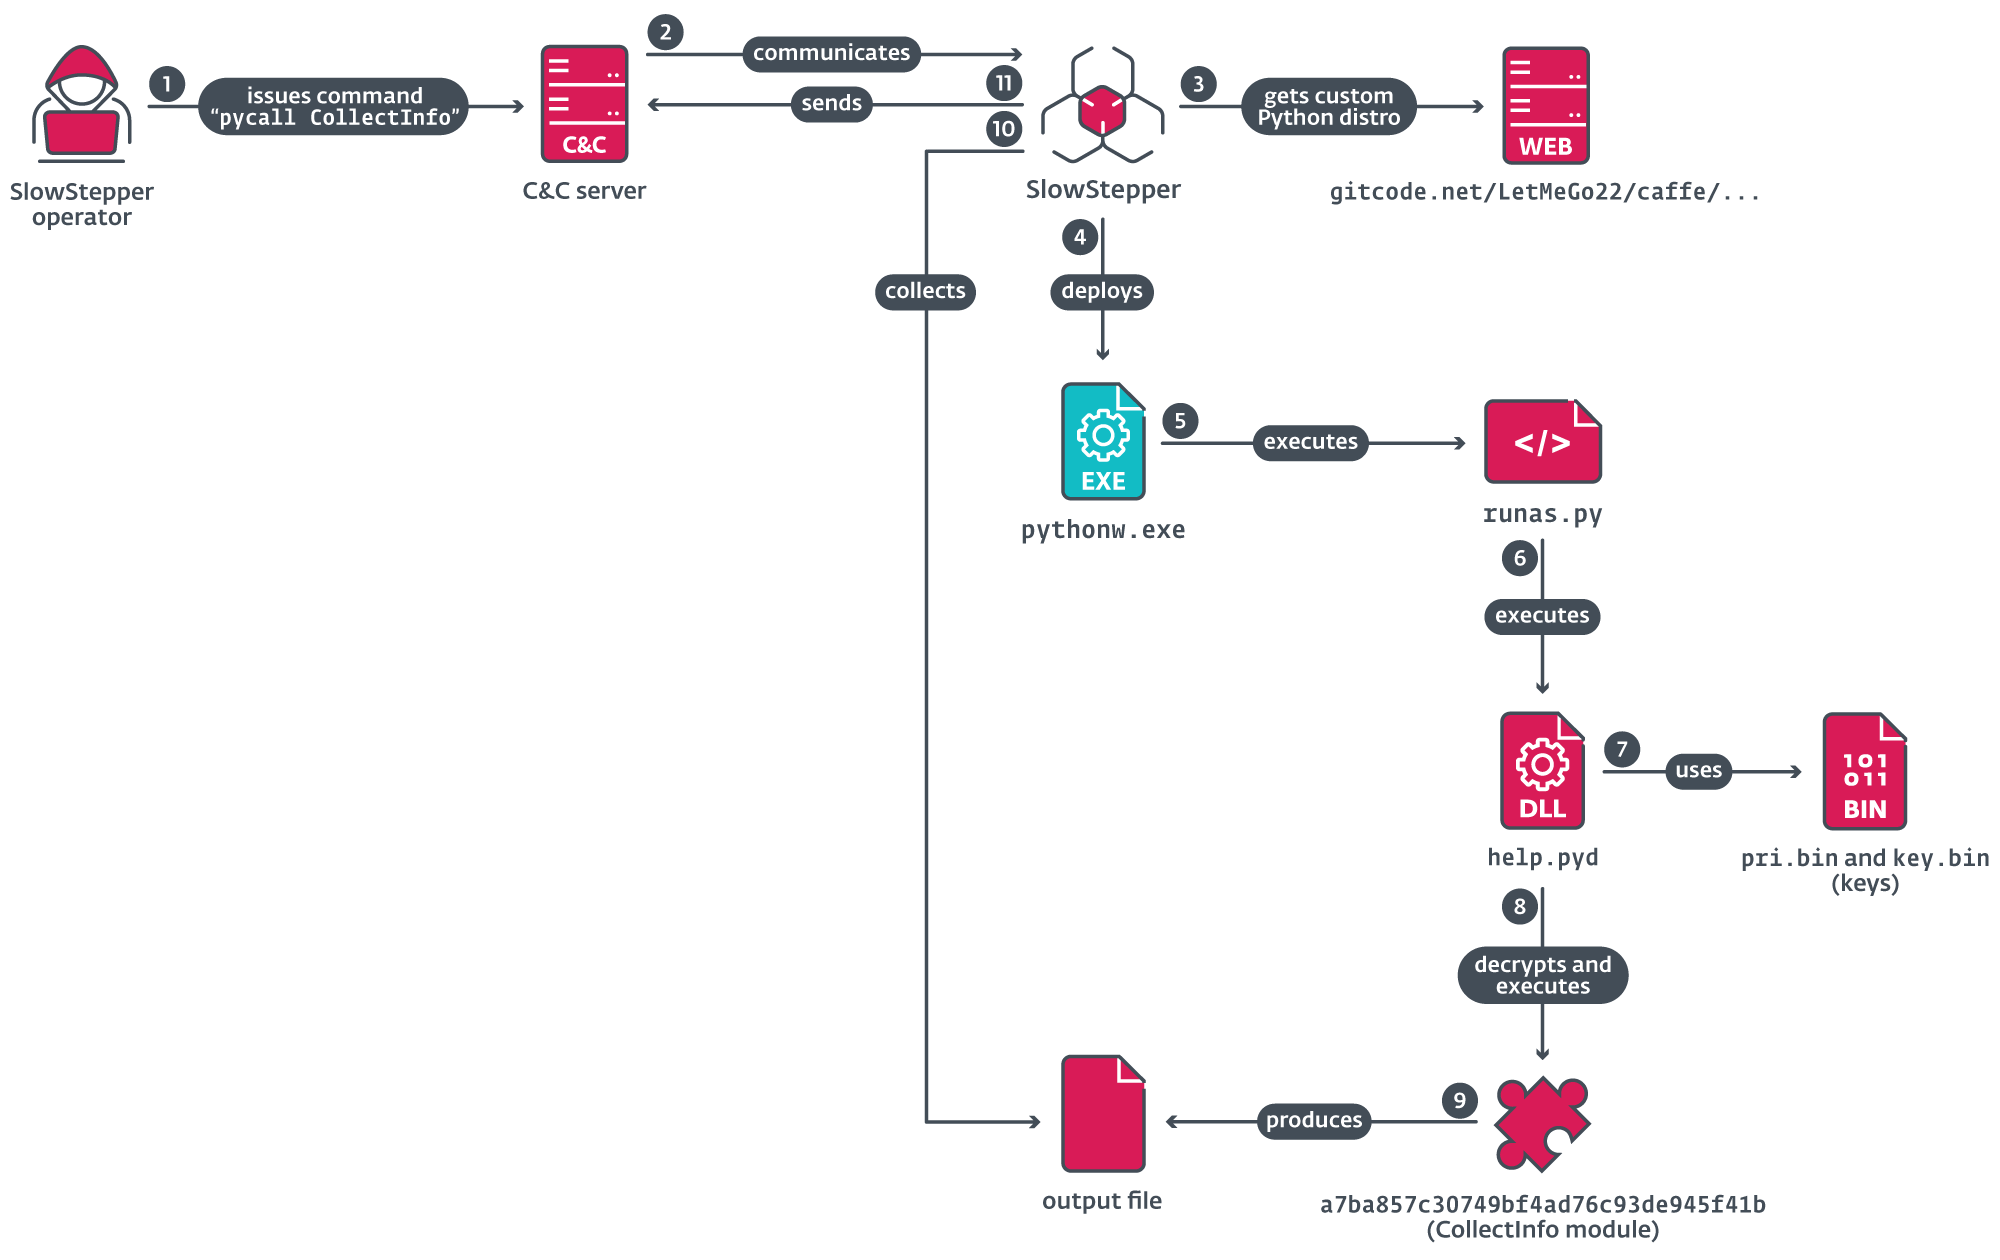 1
issues command
“pycall CollectInfo”
SlowStepper
operator
C&C
C&C server
2
communicates
11
sends
10
SlowStepper
3
gets custom
Python distro
WEB
gitcode.net/LetMeGo22/caffe/...
4
deploys
collects
EXE
pythonw.exe
5
executes
</>
runas.py
6
executes
DLL
help.pyd
7
uses
101
011
BIN
pri.bin and key.bin
(keys)
8
decrypts and
executes
9
produces
output file
a7ba857c30749bf4ad76c93de945f41b
(CollectInfo module)